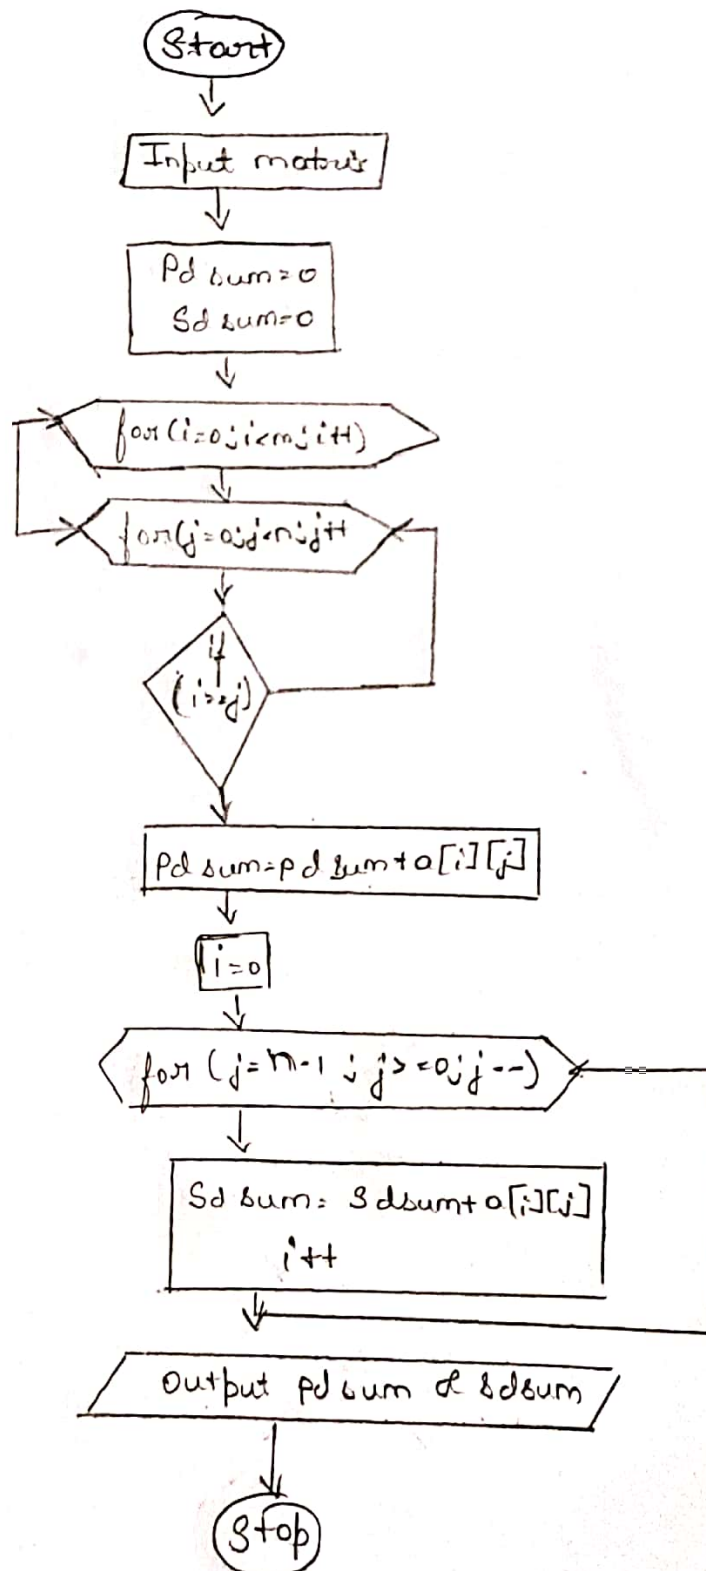 Start
Input matrix
Pd sum=0
Sd sum=0
for(i=0;i<m;i++)
for(j=0;j<n;j++
if
(i==j)
Pd sum=pd sum+a[i][j]
i=0
for (j=n-1;j>=0;j--)
Sd sum= Sdsum+a[i][j]
i++
Output pd sum & sdsum
Stop